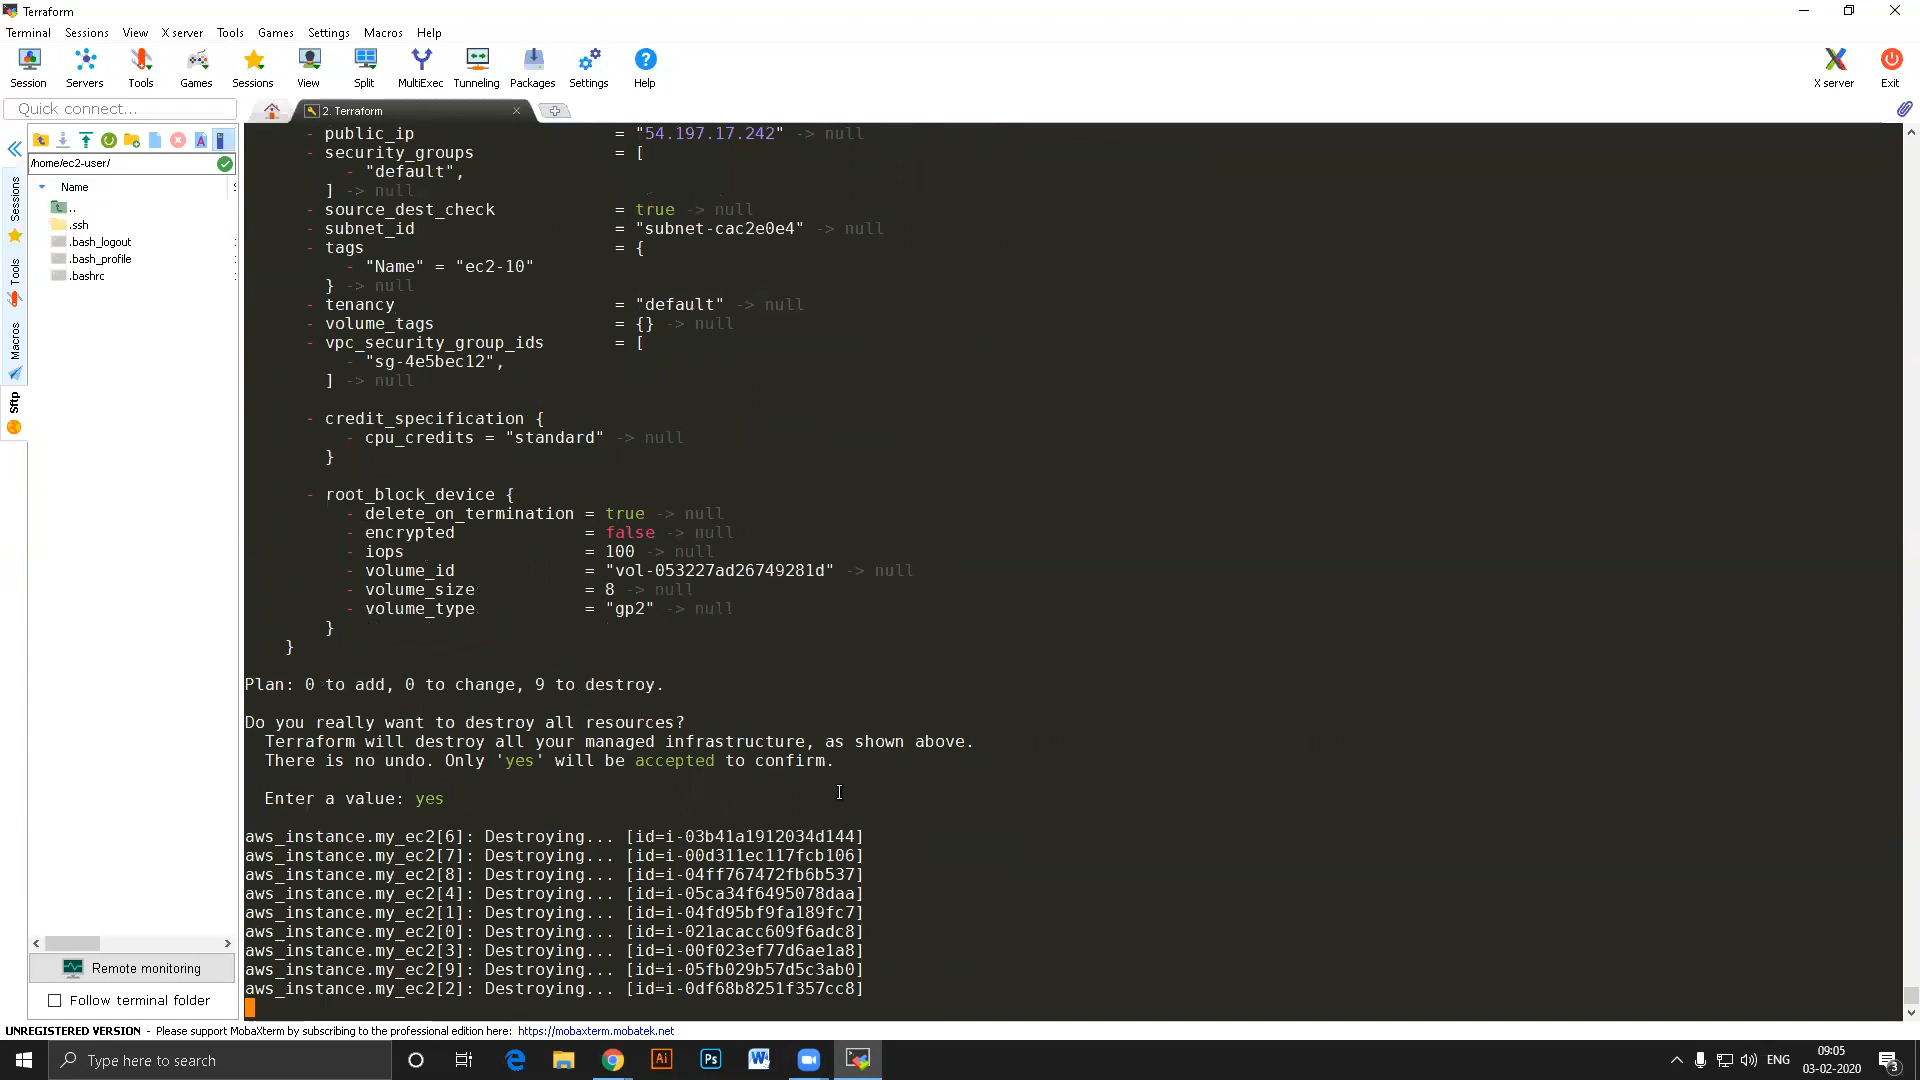 Terraform
Terminal Sessions View X server Tools Games Settings Macros Help
Session Servers Tools Games Sessions View Split MultiExec Tunneling Packages Settings Help X server Exit
Quick connect...
2. Terraform
/home/ec2-user/
Name
..
.ssh
.bash_logout
.bash_profile
.bashrc
Sessions
Tools
Macros
Sftp
- public_ip = "54.197.17.242" -> null
- security_groups = [
- "default",
] -> null
- source_dest_check = true -> null
- subnet_id = "subnet-cac2e0e4" -> null
- tags = {
- "Name" = "ec2-10"
} -> null
- tenancy = "default" -> null
- volume_tags = {} -> null
- vpc_security_group_ids = [
- "sg-4e5bec12",
] -> null
- credit_specification {
- cpu_credits = "standard" -> null
}
- root_block_device {
- delete_on_termination = true -> null
- encrypted = false -> null
- iops = 100 -> null
- volume_id = "vol-053227ad26749281d" -> null
- volume_size = 8 -> null
- volume_type = "gp2" -> null
}
}
Plan: 0 to add, 0 to change, 9 to destroy.
Do you really want to destroy all resources?
Terraform will destroy all your managed infrastructure, as shown above.
There is no undo. Only 'yes' will be accepted to confirm.
Enter a value: yes
aws_instance.my_ec2[6]: Destroying... [id=i-03b41a1912034d144]
aws_instance.my_ec2[7]: Destroying... [id=i-00d311ec117fcb106]
aws_instance.my_ec2[8]: Destroying... [id=i-04ff767472fb6b537]
aws_instance.my_ec2[4]: Destroying... [id=i-05ca34f6495078daa]
aws_instance.my_ec2[1]: Destroying... [id=i-04fd95bf9fa189fc7]
aws_instance.my_ec2[0]: Destroying... [id=i-021acacc609f6adc8]
aws_instance.my_ec2[3]: Destroying... [id=i-00f023ef77d6ae1a8]
aws_instance.my_ec2[9]: Destroying... [id=i-05fb029b57d5c3ab0]
aws_instance.my_ec2[2]: Destroying... [id=i-0df68b8251f357cc8]
Remote monitoring
Follow terminal folder
UNREGISTERED VERSION - Please support MobaXterm by subscribing to the professional edition here: https://mobaxterm.mobatek.net
Type here to search
Ai
Ps
W
ENG
09:05
03-02-2020
3